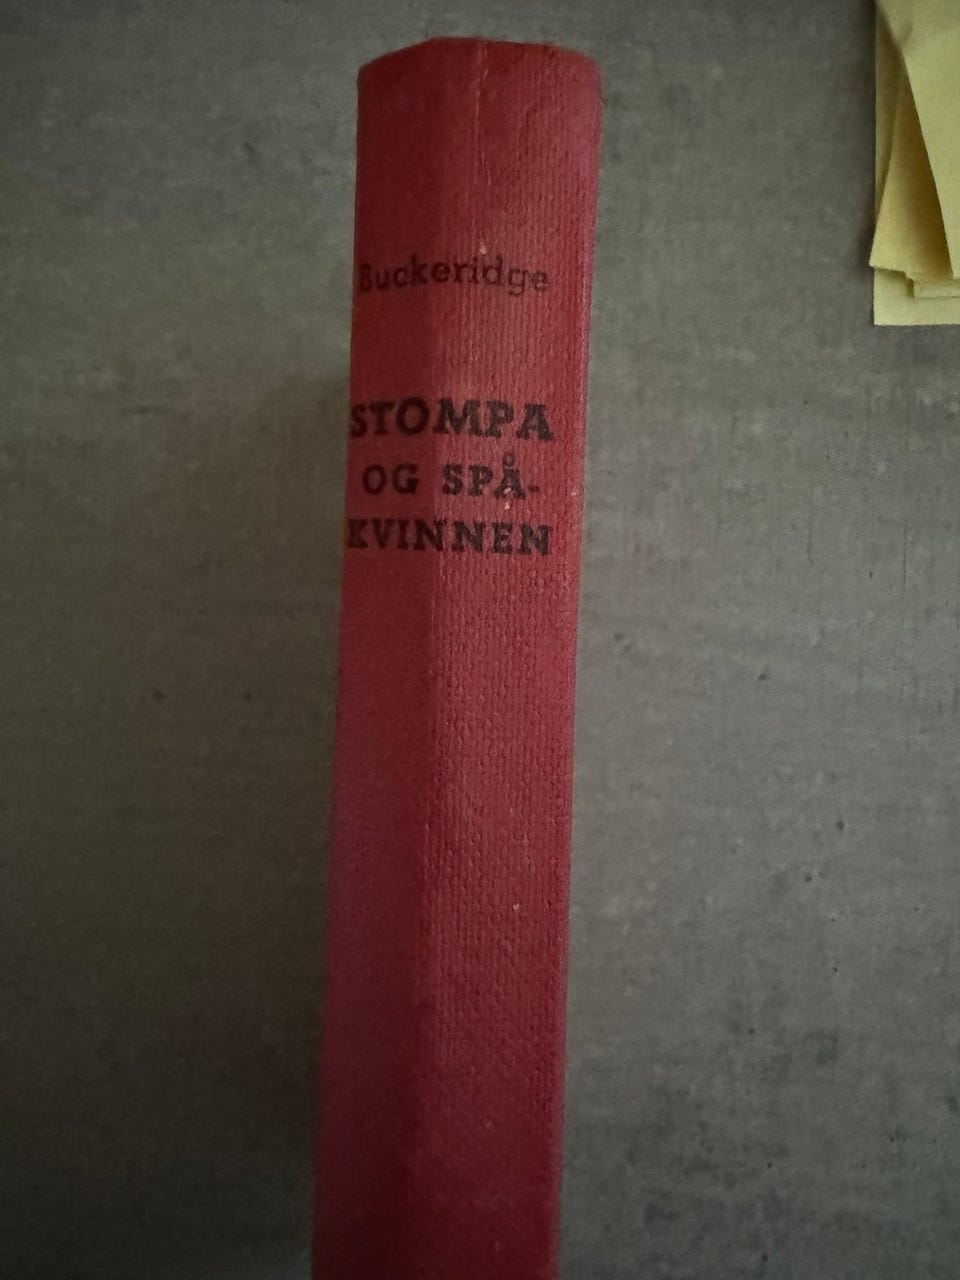 Buckeridge
STOMPA
OG SPÅ-
KVINNEN